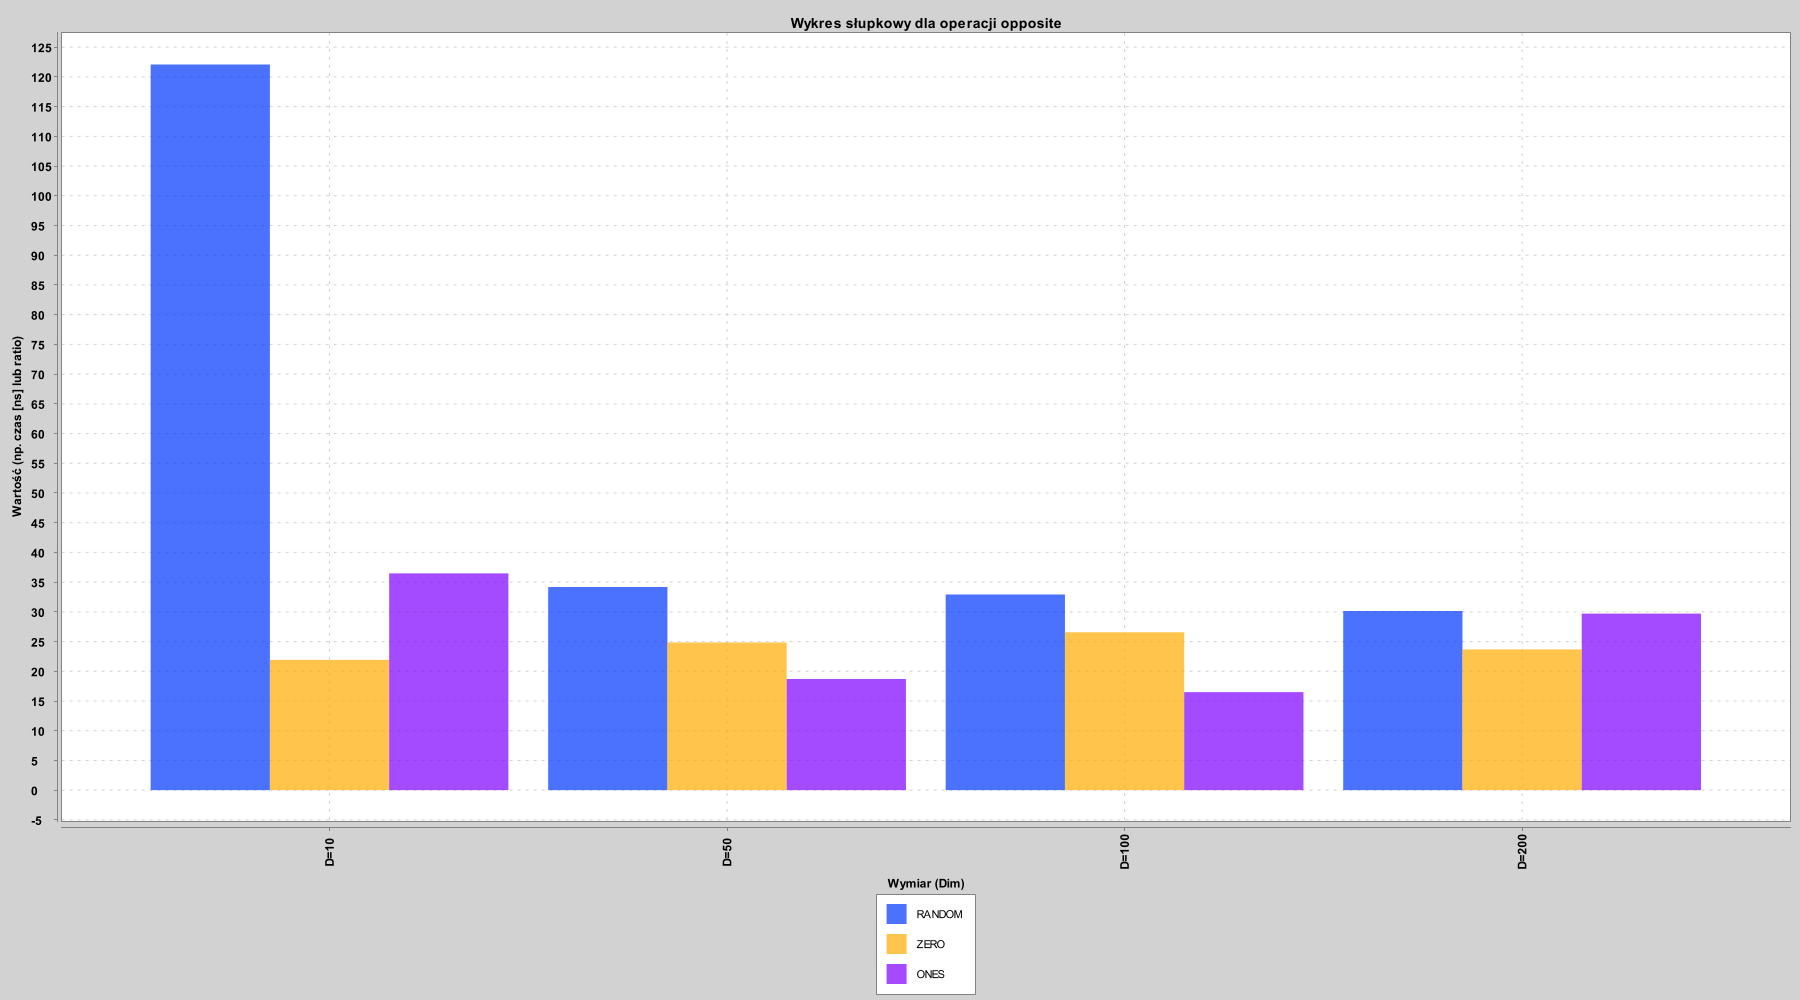 Wykres słupkowy dla operacji opposite
Wartość (np. czas [ns] lub ratio)
125
120
115
110
105
100
95
90
85
80
75
70
65
60
55
50
45
40
35
30
25
20
15
10
5
0
-5
D=10
D=50
D=100
D=200
Wymiar (Dim)
RANDOM
ZERO
ONES